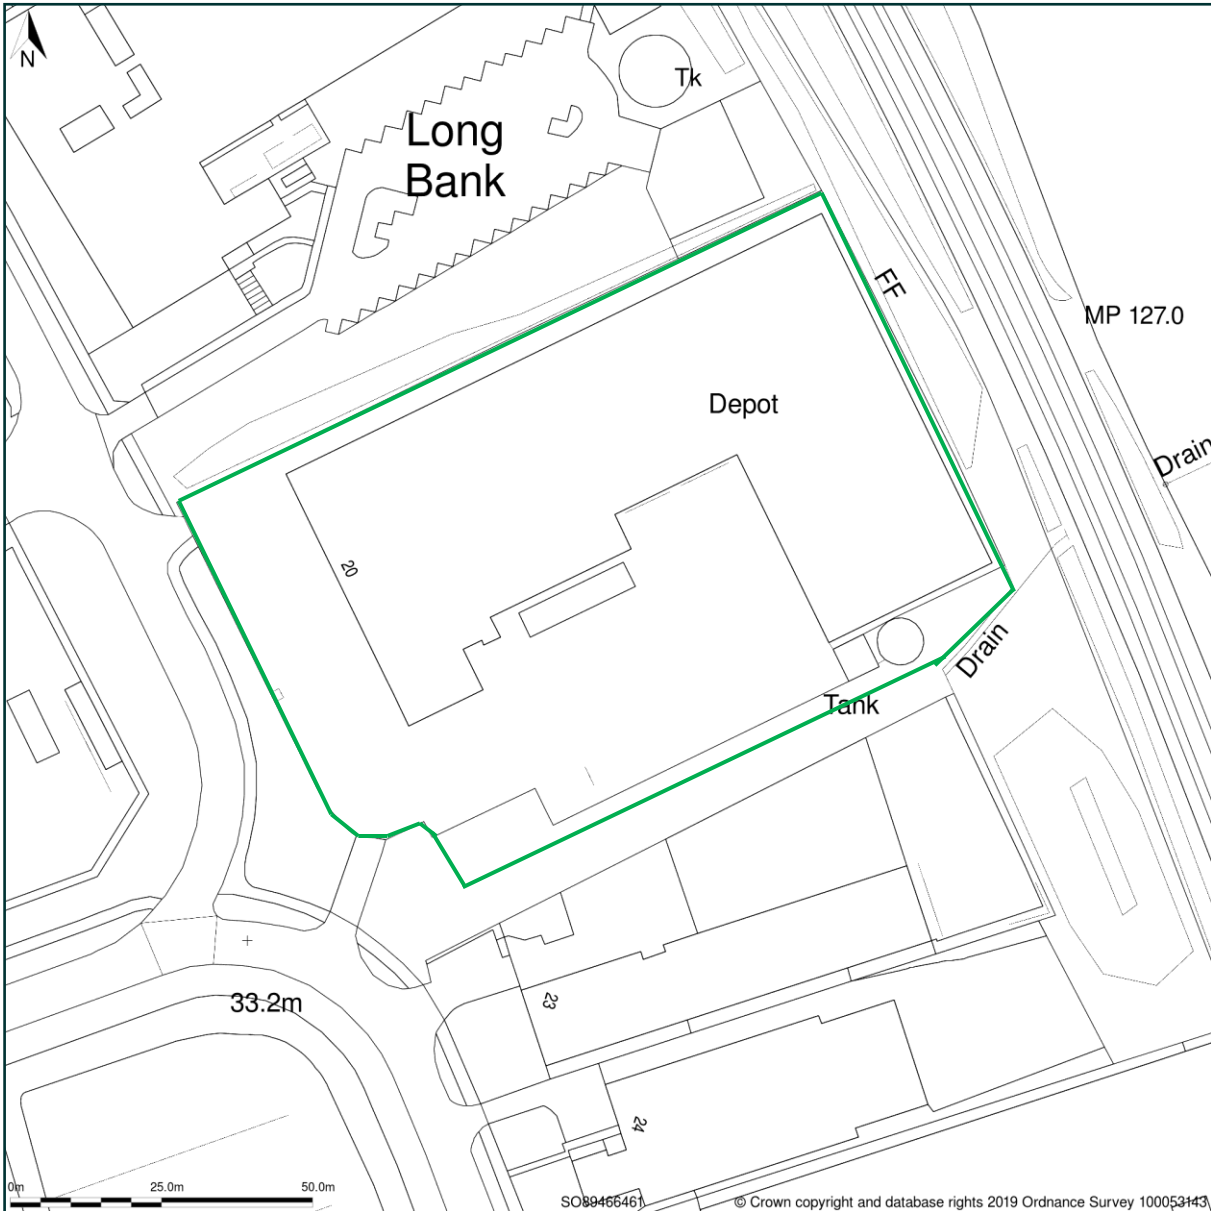 N
Tk
Long
Bank
FF
MP 127.0
Depot
Drain
20
Drain
Tank
33.2m
23
24
0m 25.0m 50.0m
SO89466461
© Crown copyright and database rights 2019 Ordnance Survey 100053143